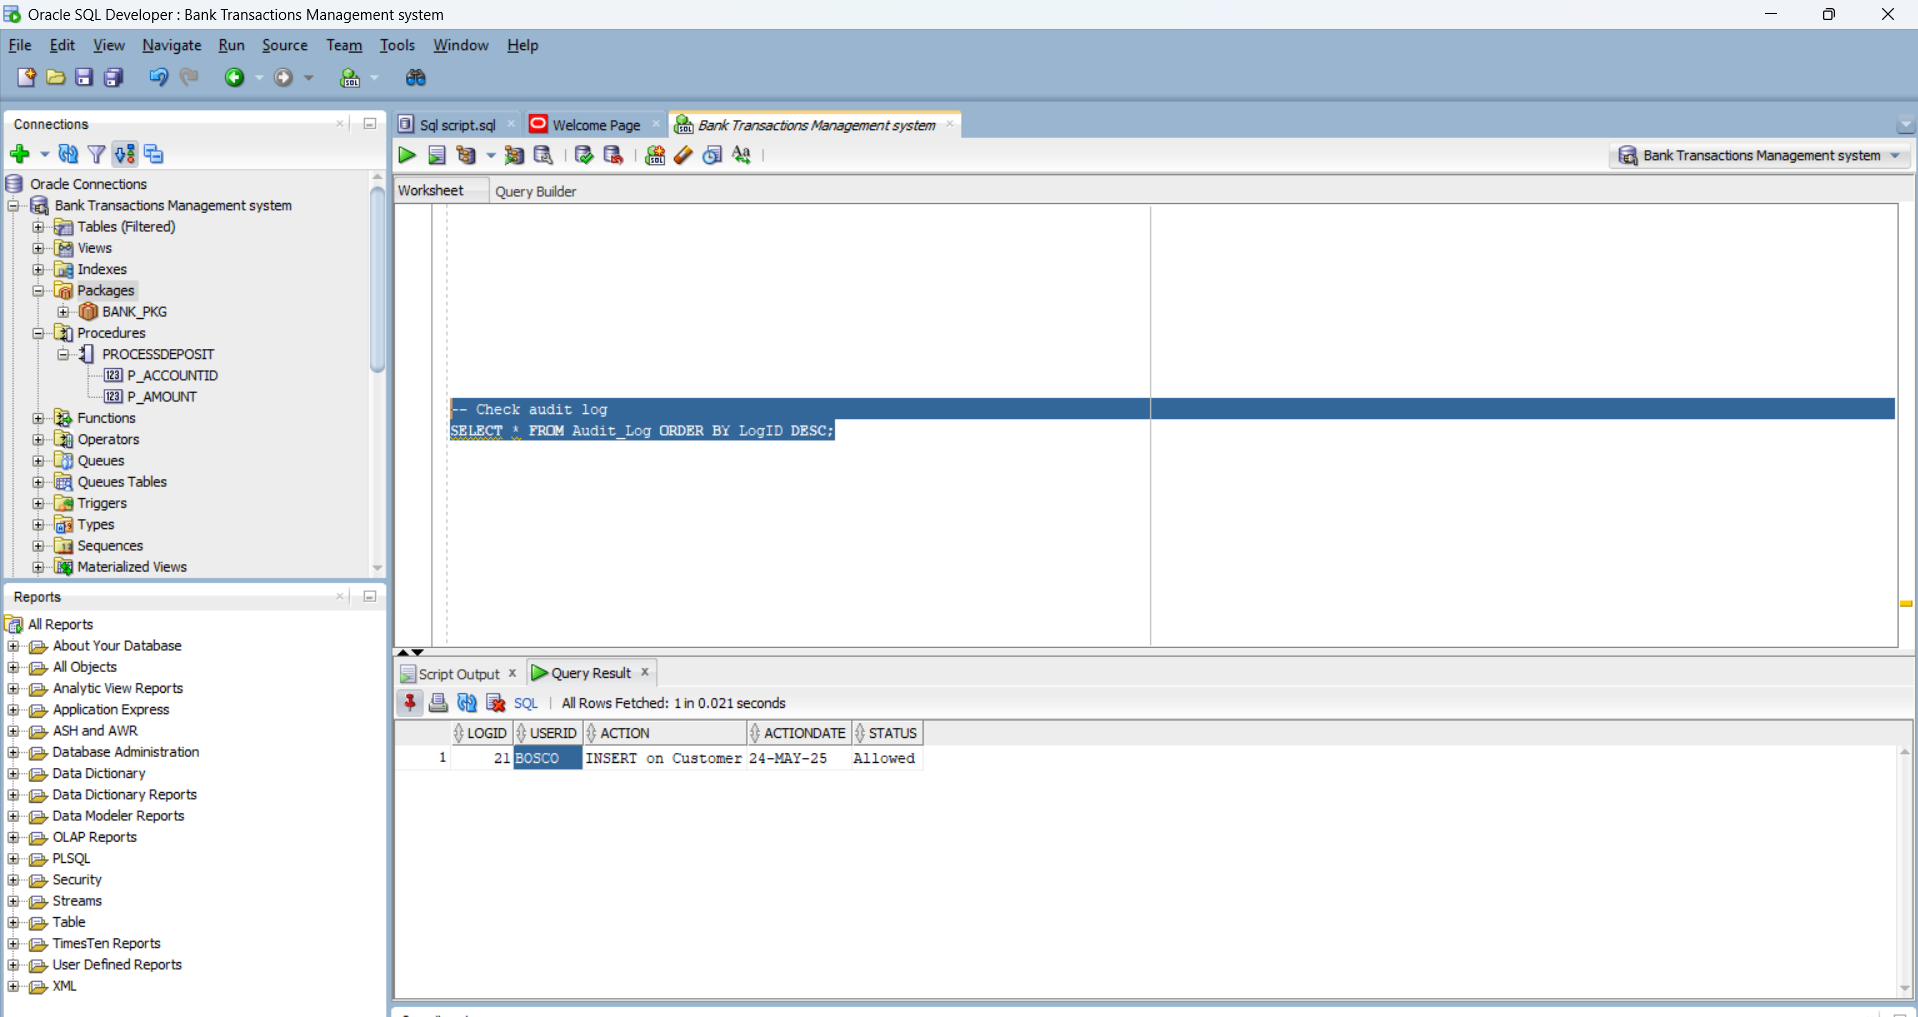 Oracle SQL Developer : Bank Transactions Management system
File Edit View Navigate Run Source Team Tools Window Help
Connections
Oracle Connections
Bank Transactions Management system
Tables (Filtered)
Views
Indexes
Packages
BANK_PKG
Procedures
PROCESSDEPOSIT
123 P_ACCOUNTID
123 P_AMOUNT
Functions
Operators
Queues
Queues Tables
Triggers
Types
Sequences
Materialized Views
Reports
All Reports
About Your Database
All Objects
Analytic View Reports
Application Express
ASH and AWR
Database Administration
Data Dictionary
Data Dictionary Reports
Data Modeler Reports
OLAP Reports
PLSQL
Security
Streams
Table
TimesTen Reports
User Defined Reports
XML
Sql script.sql Welcome Page Bank Transactions Management system
Bank Transactions Management system
Worksheet Query Builder
-- Check audit log
SELECT * FROM Audit_Log ORDER BY LogID DESC;
Script Output Query Result
SQL All Rows Fetched: 1 in 0.021 seconds
LOGID USERID ACTION ACTIONDATE STATUS
1 21 BOSCO INSERT on Customer 24-MAY-25 Allowed